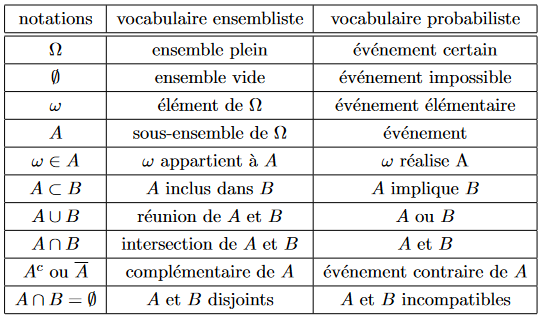 notations vocabulaire ensembliste vocabulaire probabiliste
Ω ensemble plein événement certain
∅ ensemble vide événement impossible
ω élément de Ω événement élémentaire
A sous-ensemble de Ω événement
ω ∈ A ω appartient à A ω réalise A
A ⊂ B A inclus dans B A implique B
A ∪ B réunion de A et B A ou B
A ∩ B intersection de A et B A et B
Aᶜ ou A̅ complémentaire de A événement contraire de A
A ∩ B = ∅ A et B disjoints A et B incompatibles